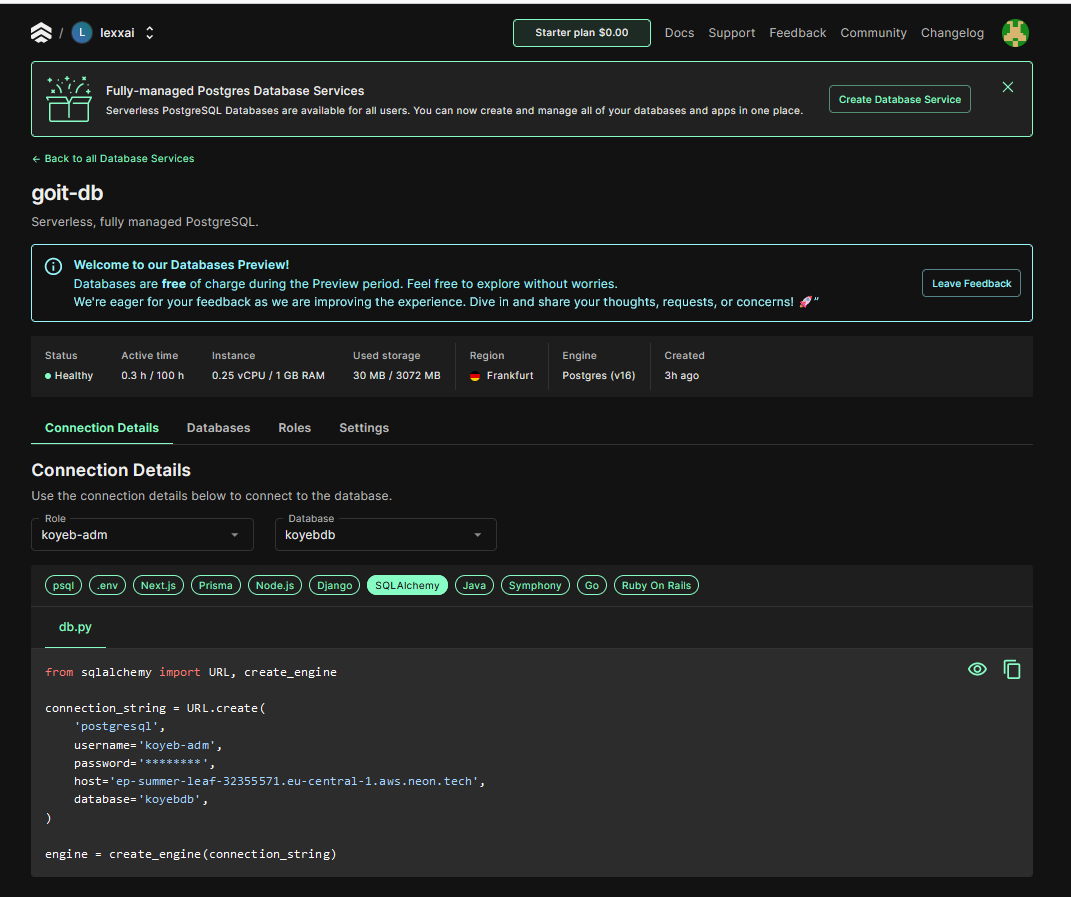 / L lexxai
Starter plan $0.00 Docs Support Feedback Community Changelog
Fully-managed Postgres Database Services
Serverless PostgreSQL Databases are available for all users. You can now create and manage all of your databases and apps in one place.
Create Database Service
← Back to all Database Services
goit-db
Serverless, fully managed PostgreSQL.
Welcome to our Databases Preview!
Databases are free of charge during the Preview period. Feel free to explore without worries.
We're eager for your feedback as we are improving the experience. Dive in and share your thoughts, requests, or concerns! 🚀"
Leave Feedback
Status Active time Instance Used storage Region Engine Created
Healthy 0.3 h / 100 h 0.25 vCPU / 1 GB RAM 30 MB / 3072 MB Frankfurt Postgres (v16) 3h ago
Connection Details Databases Roles Settings
Connection Details
Use the connection details below to connect to the database.
Role Database
koyeb-adm koyebdb
psql .env Next.js Prisma Node.js Django SQLAlchemy Java Symphony Go Ruby On Rails
db.py
from sqlalchemy import URL, create_engine
connection_string = URL.create(
'postgresql',
username='koyeb-adm',
password='********',
host='ep-summer-leaf-32355571.eu-central-1.aws.neon.tech',
database='koyebdb',
)
engine = create_engine(connection_string)